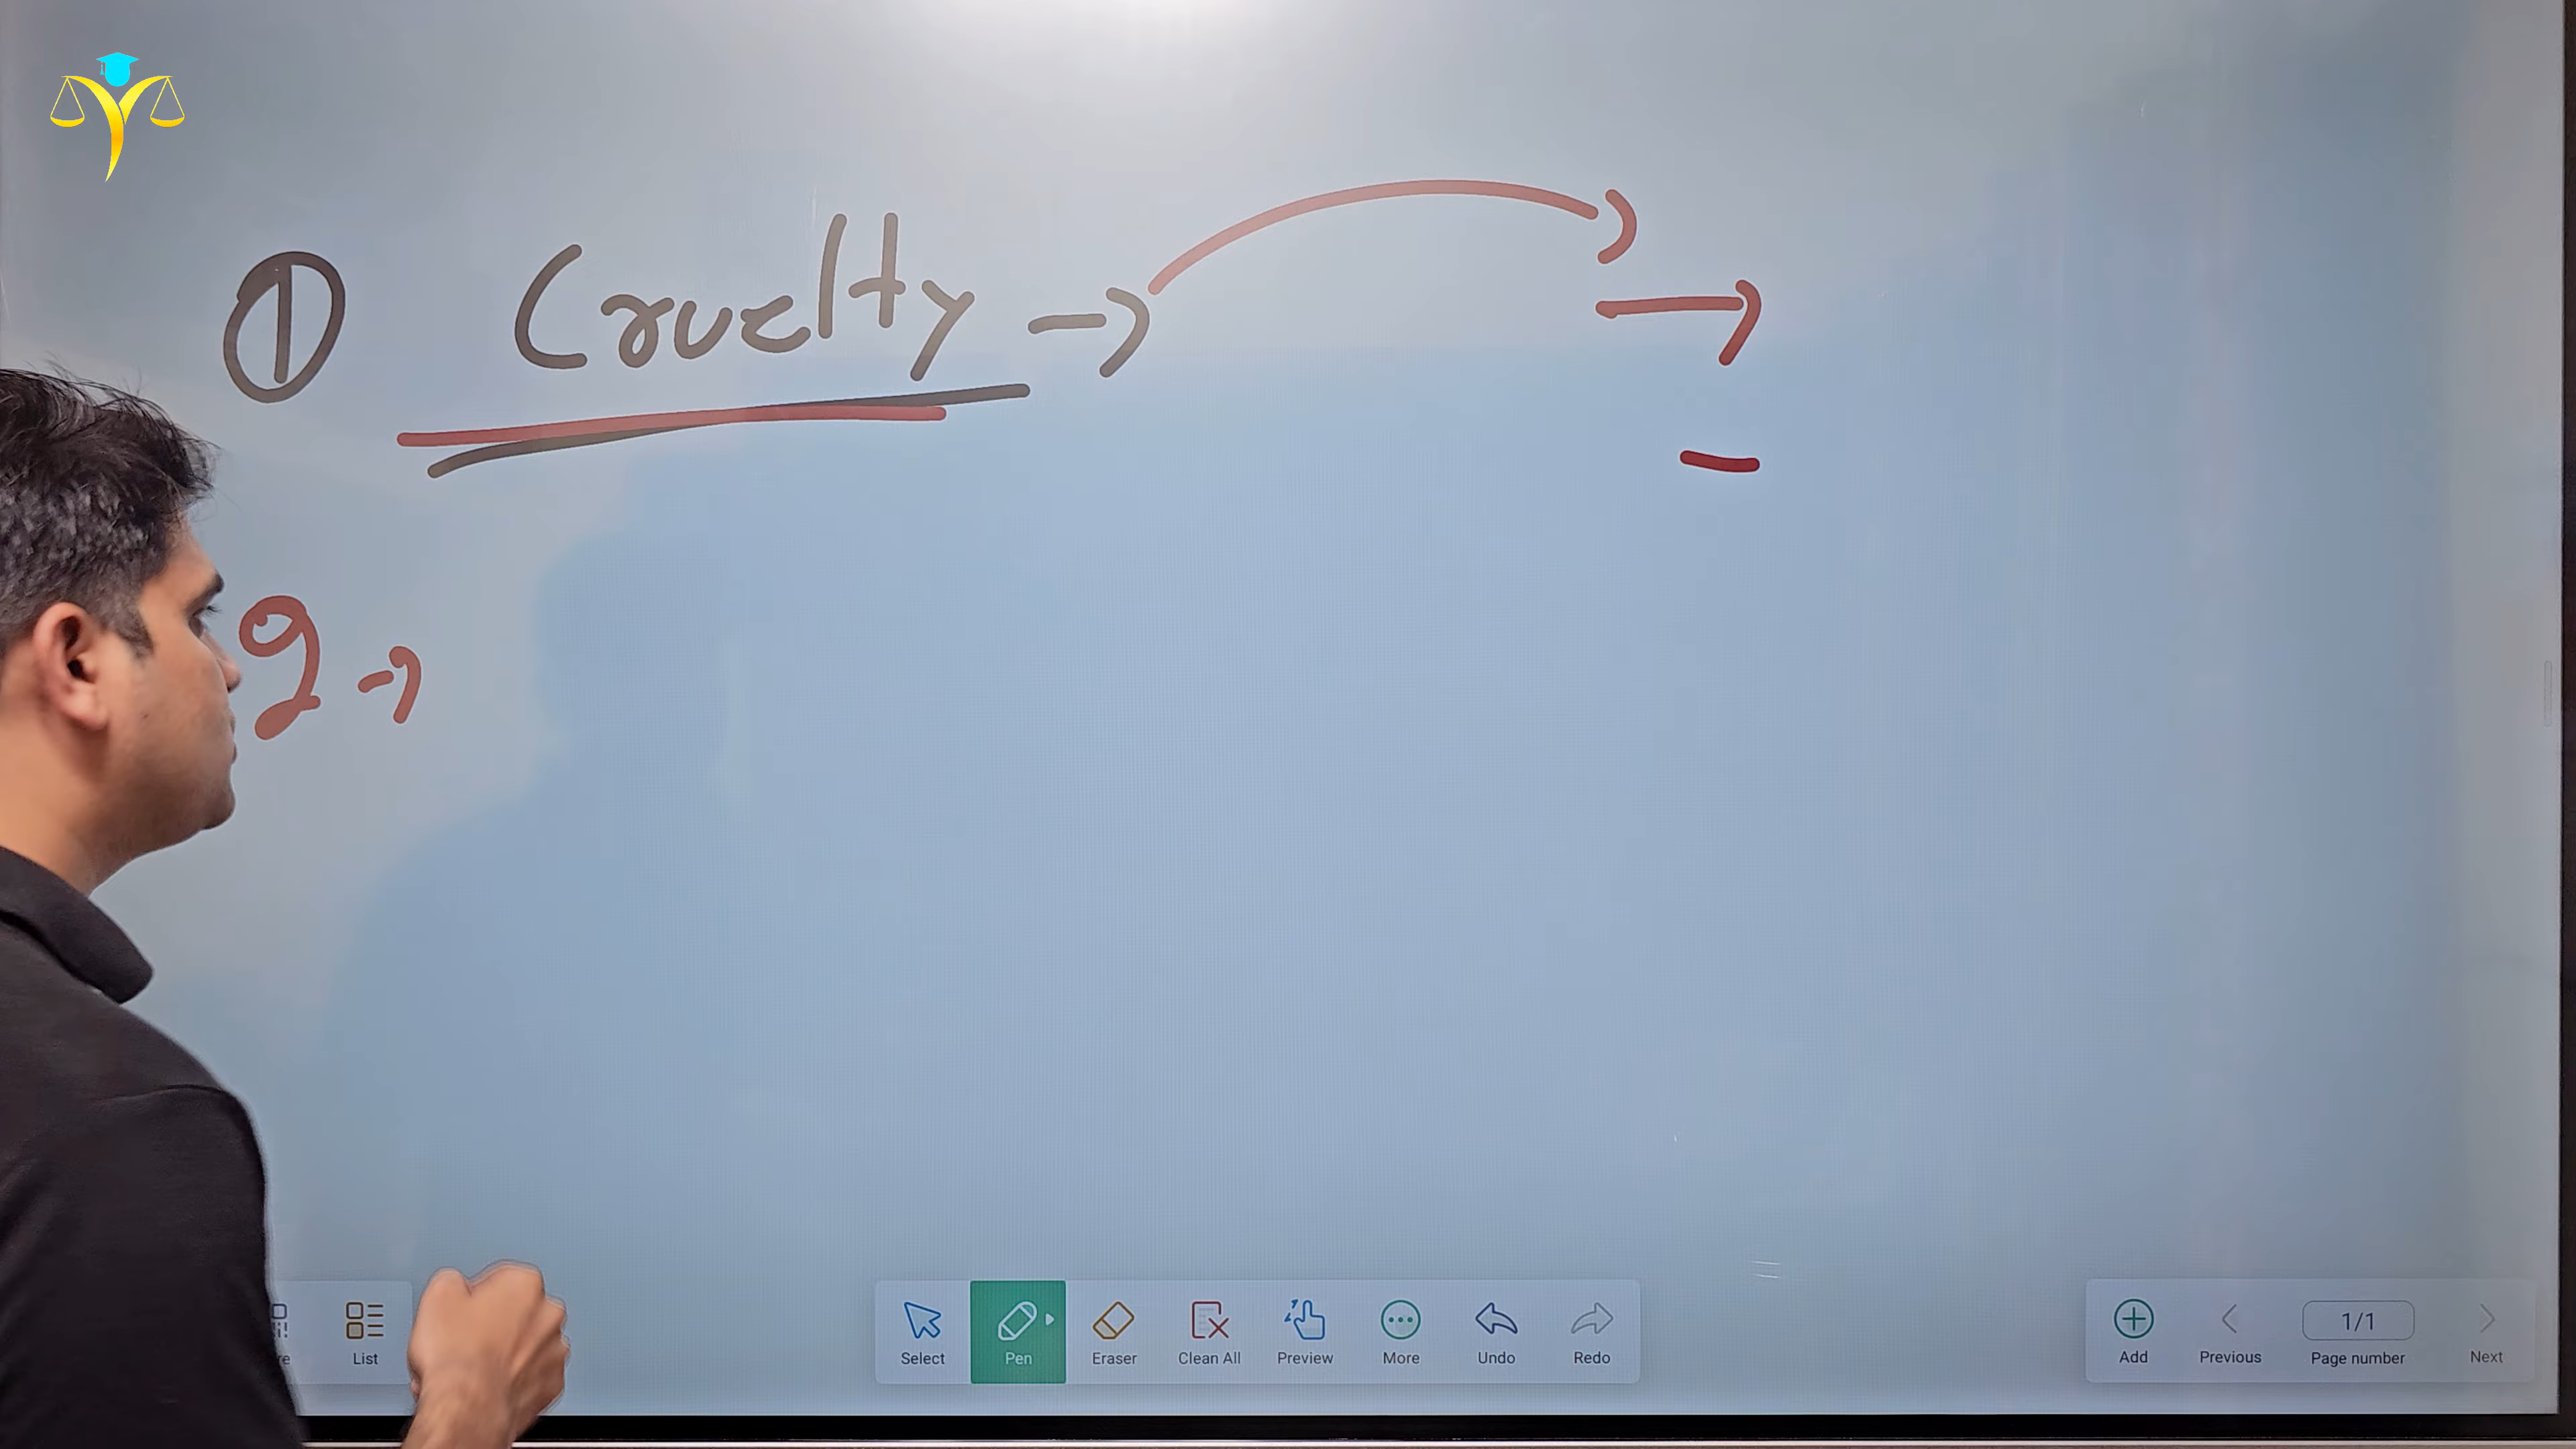 ① Cruelty →
2 →
List
Select Pen Eraser Clean All Preview More Undo Redo
Add Previous 1/1 Page number Next